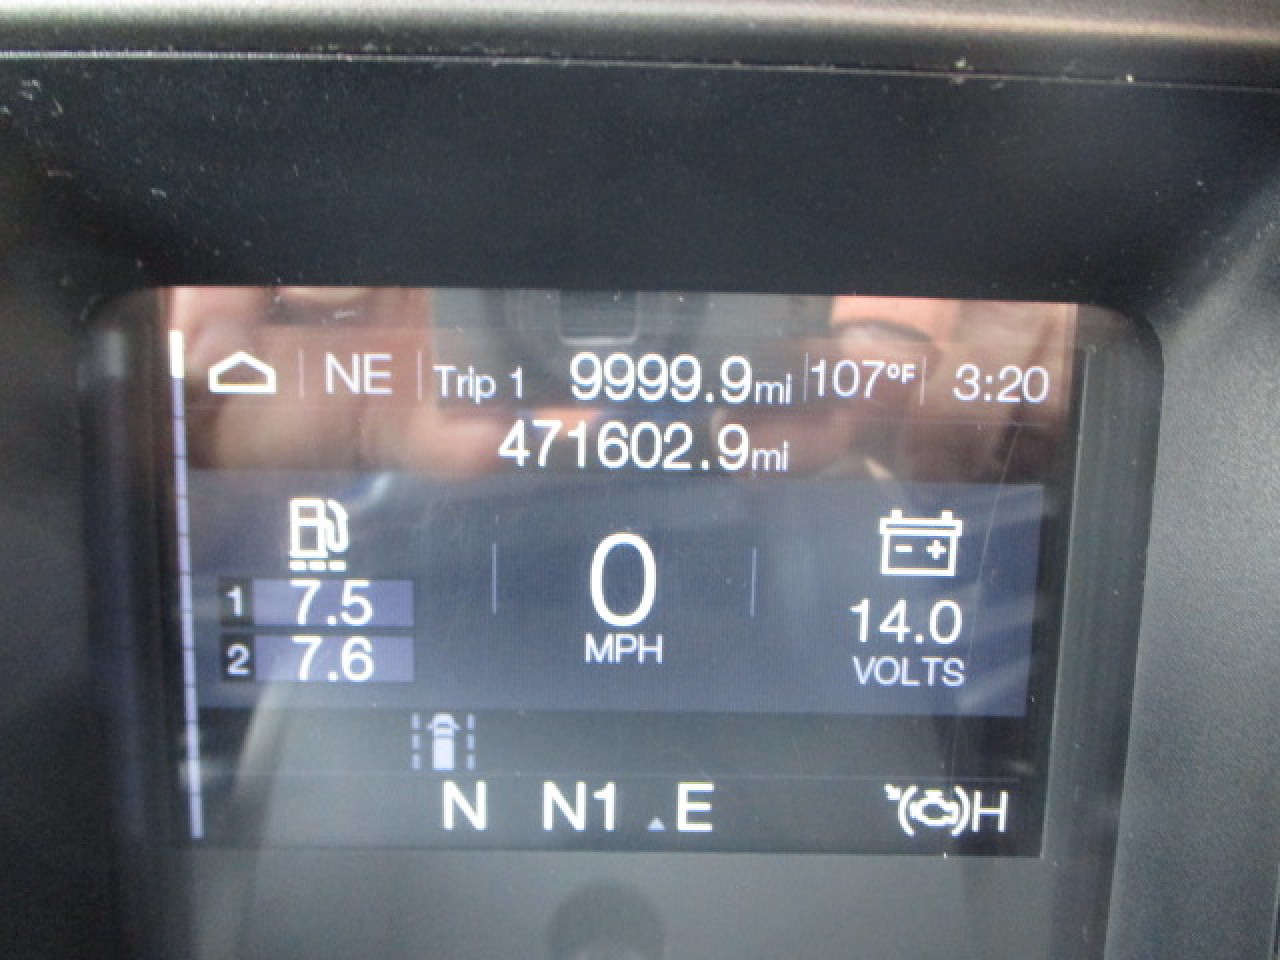 NE Trip 1 9999.9mi 107°F 3:20
471602.9mi
1 7.5
2 7.6
0
MPH
- +
14.0
VOLTS
N N1 E
H